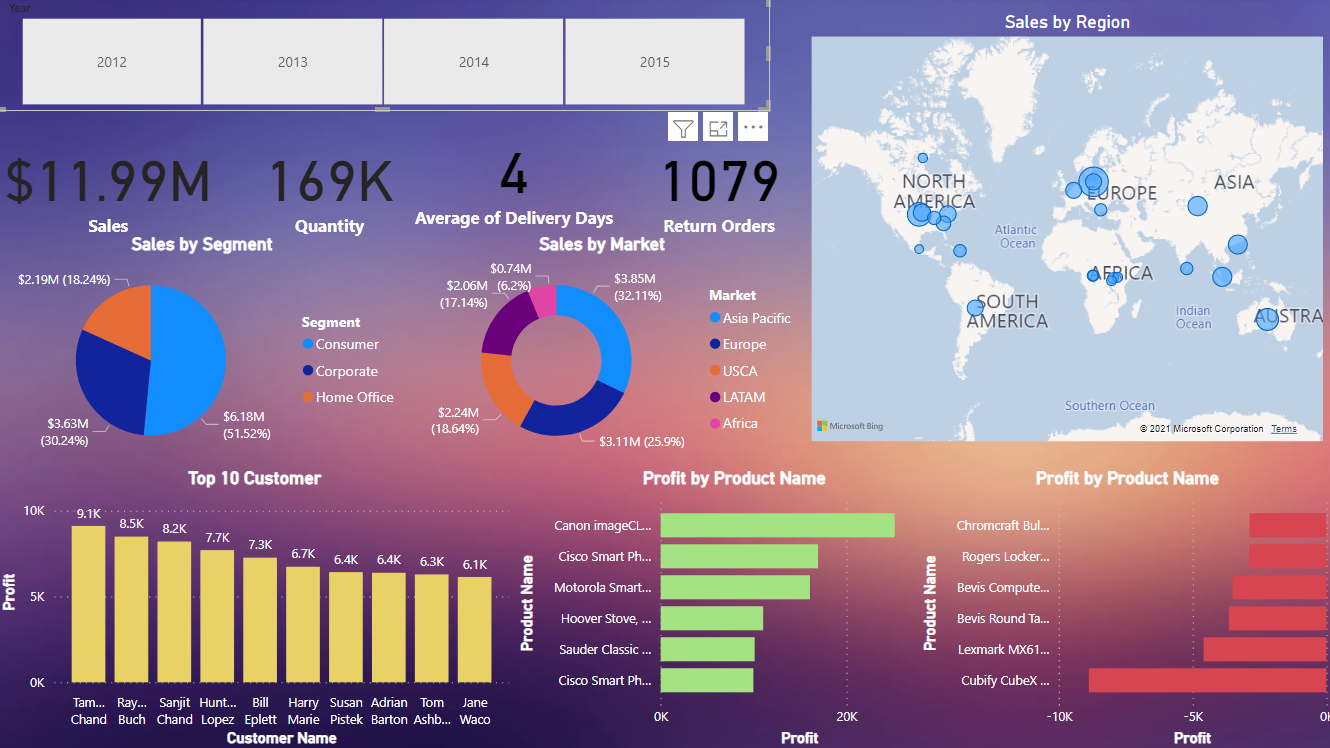 Year
2012
2013
2014
2015
$11.99M
Sales
169K
Quantity
4
Average of Delivery Days
1079
Return Orders
Sales by Segment
$2.19M (18.24%)
$3.63M
(30.24%)
$6.18M
(51.52%)
Segment
Consumer
Corporate
Home Office
Sales by Market
$0.74M
(6.2%)
$2.06M
(17.14%)
$2.24M
(18.64%)
$3.85M
(32.11%)
$3.11M (25.9%)
Market
Asia Pacific
Europe
USCA
LATAM
Africa
Sales by Region
NORTH
AMERICA
EUROPE
ASIA
Atlantic
Ocean
AFRICA
SOUTH
AMERICA
Indian
Ocean
AUSTRA
Southern Ocean
Microsoft Bing
© 2021 Microsoft Corporation Terms
Top 10 Customer
Profit
10K
5K
0K
9.1K
8.5K
8.2K
7.7K
7.3K
6.7K
6.4K
6.4K
6.3K
6.1K
Tam...
Chand
Ray...
Buch
Sanjit
Chand
Hunt...
Lopez
Bill
Eplett
Harry
Marie
Susan
Pistek
Adrian
Barton
Tom
Ashb...
Jane
Waco
Customer Name
Profit by Product Name
Product Name
Canon imageCL...
Cisco Smart Ph...
Motorola Smart...
Hoover Stove, ...
Sauder Classic ...
Cisco Smart Ph...
0K
20K
Profit
Profit by Product Name
Product Name
Chromcraft Bul...
Rogers Locker...
Bevis Compute...
Bevis Round Ta...
Lexmark MX61...
Cubify CubeX ...
-10K
-5K
0K
Profit